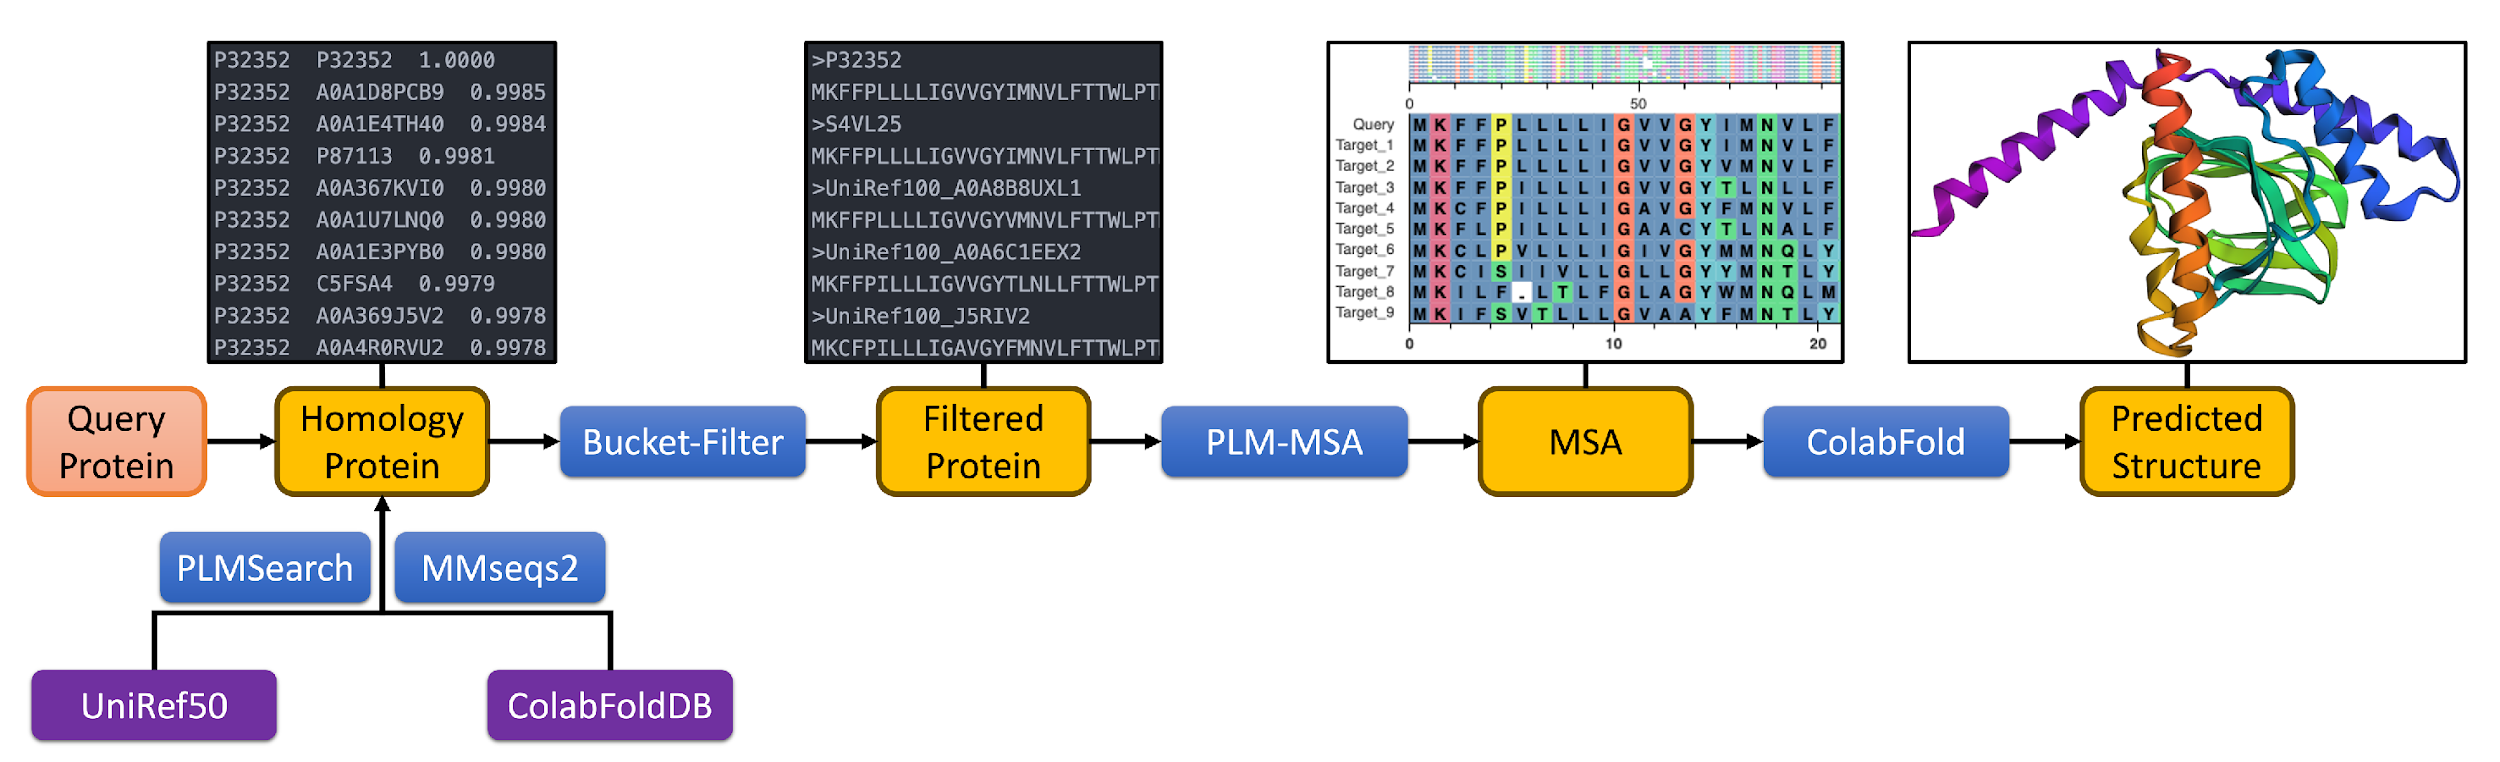 P32352 P32352 1.0000
P32352 A0A1D8PCB9 0.9985
P32352 A0A1E4TH40 0.9984
P32352 P87113 0.9981
P32352 A0A367KVI0 0.9980
P32352 A0A1U7LNQ0 0.9980
P32352 A0A1E3PYB0 0.9980
P32352 C5FSA4 0.9979
P32352 A0A369J5V2 0.9978
P32352 A0A4R0RVU2 0.9978
>P32352
MKFFPLLLLIGVVGYIMNVLFTTWLPT
>S4VL25
MKFFPLLLLIGVVGYIMNVLFTTWLPT
>UniRef100_A0A8B8UXL1
MKFFPLLLLIGVVGYVMNVLFTTWLPT
>UniRef100_A0A6C1EEX2
MKFFPILLLIGVVGYTLNLLFTTWLPT
>UniRef100_J5RIV2
MKCFPILLLIGAVGYFMNVLFTTWLPT
0 50
Query M K F F P L L L L I G V V G Y I M N V L F
Target_1 M K F F P L L L L I G V V G Y I M N V L F
Target_2 M K F F P L L L L I G V V G Y V M N V L F
Target_3 M K F F P I L L L I G V V G Y T L N L L F
Target_4 M K C F P I L L L I G A V G Y F M N V L F
Target_5 M K F L P I L L L I G A A C Y T L N A L F
Target_6 M K C L P V L L L I G I V G Y M M N Q L Y
Target_7 M K C I S I I V L L G L L G Y Y M N T L Y
Target_8 M K I L F - L T L F G L A G Y W M N Q L M
Target_9 M K I F S V T L L L G V A A Y F M N T L Y
0 10 20
Query
Protein
Homology
Protein
Bucket-Filter
Filtered
Protein
PLM-MSA
MSA
ColabFold
Predicted
Structure
PLMSearch
MMseqs2
UniRef50
ColabFoldDB